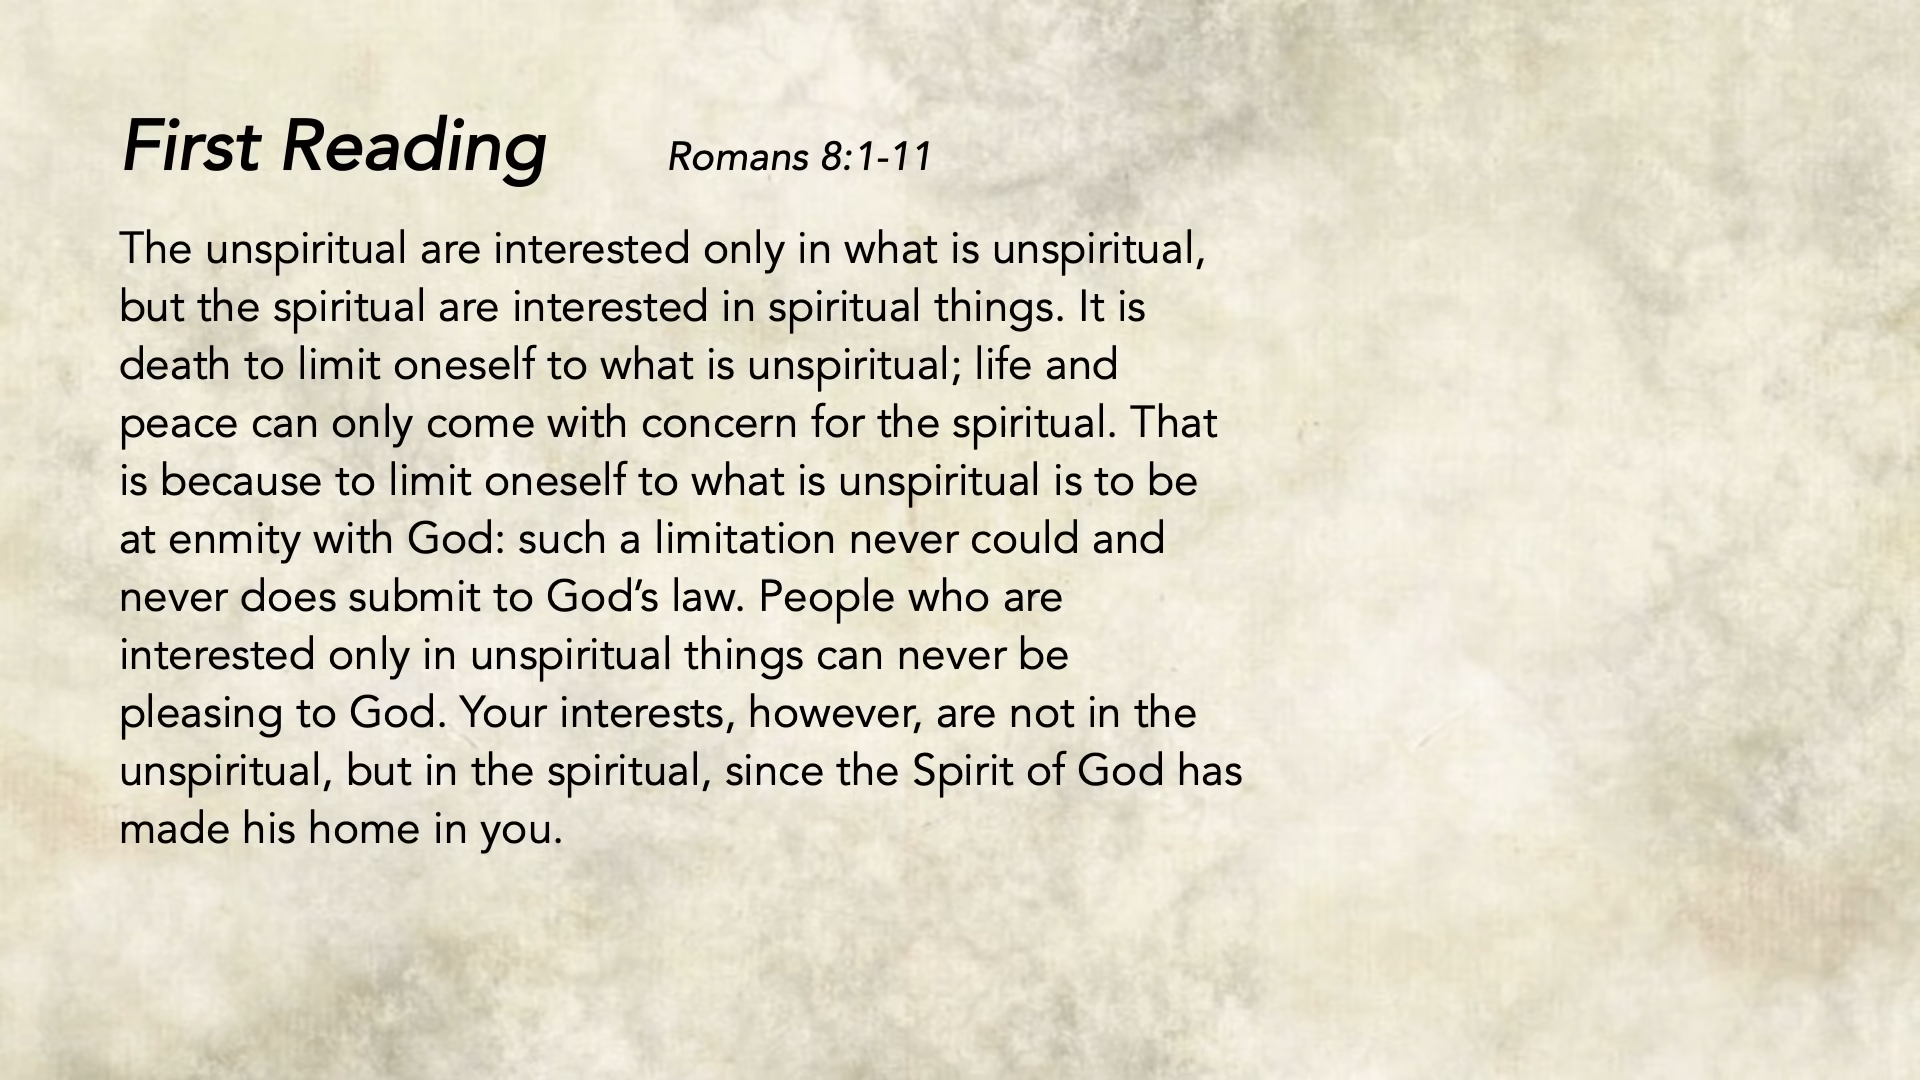 First Reading Romans 8:1-11
The unspiritual are interested only in what is unspiritual,
but the spiritual are interested in spiritual things. It is
death to limit oneself to what is unspiritual; life and
peace can only come with concern for the spiritual. That
is because to limit oneself to what is unspiritual is to be
at enmity with God: such a limitation never could and
never does submit to God’s law. People who are
interested only in unspiritual things can never be
pleasing to God. Your interests, however, are not in the
unspiritual, but in the spiritual, since the Spirit of God has
made his home in you.